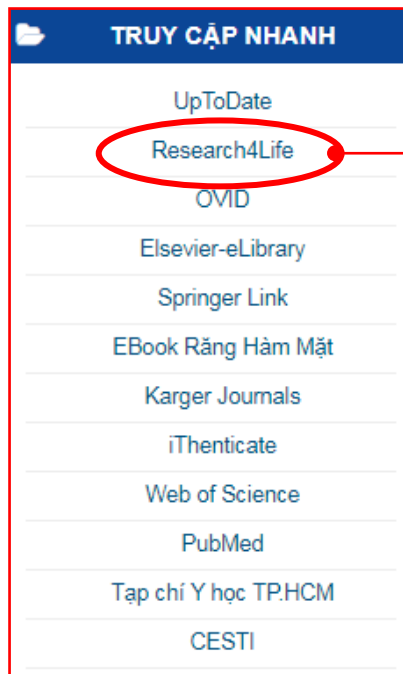 TRUY CẬP NHANH
UpToDate
Research4Life
OVID
Elsevier-eLibrary
Springer Link
EBook Răng Hàm Mặt
Karger Journals
iThenticate
Web of Science
PubMed
Tạp chí Y học TP.HCM
CESTI